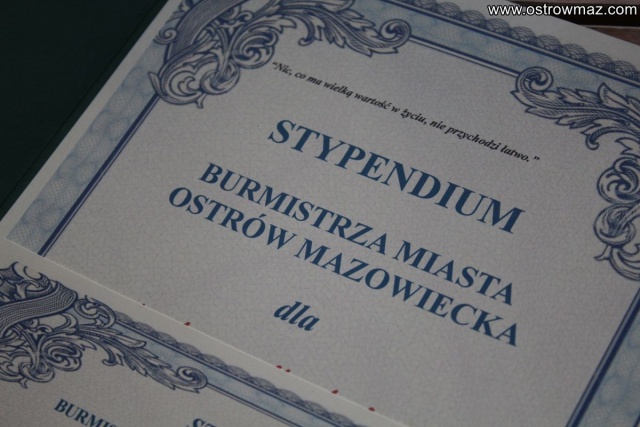 www.ostrowmaz.com
"Nic, co ma wielką wartość w życiu, nie przychodzi łatwo."
STYPENDIUM
BURMISTRZA MIASTA
OSTRÓW MAZOWIECKA
dla